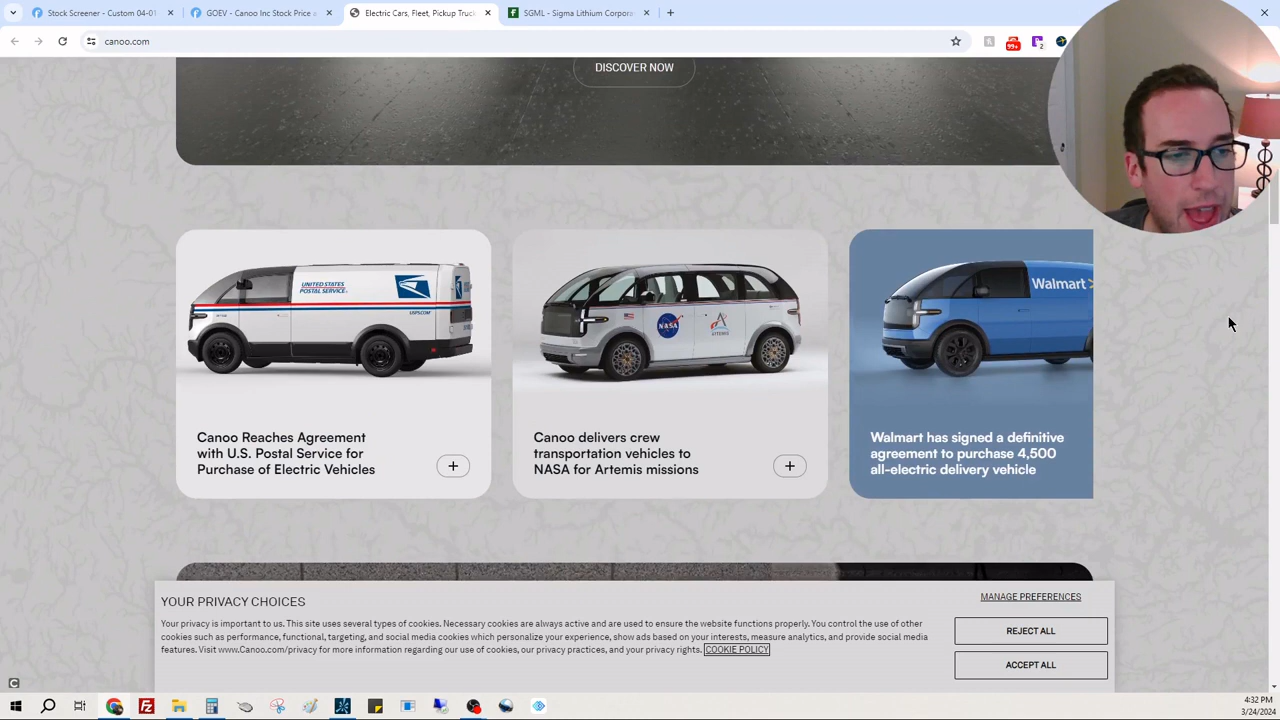 Stock Screener - Custom 04-01
GOEV - Canoo Inc Stock Price a
Electric Cars, Fleet, Pickup Truck
SGML - Sigma Lithium Corpora
canoo.com
99+
2
DISCOVER NOW
UNITED STATES
POSTAL SERVICE
USPS.COM
NASA
ARTEMIS
Walmart
Canoo Reaches Agreement
with U.S. Postal Service for
Purchase of Electric Vehicles
Canoo delivers crew
transportation vehicles to
NASA for Artemis missions
Walmart has signed a definitive
agreement to purchase 4,500
all-electric delivery vehicle
YOUR PRIVACY CHOICES
Your privacy is important to us. This site uses several types of cookies. Necessary cookies are always active and are used to ensure the website functions properly. You control the use of other
cookies such as performance, functional, targeting, and social media cookies which personalize your experience, show ads based on your interests, measure analytics, and provide social media
features. Visit www.Canoo.com/privacy for more information regarding our use of cookies, our privacy practices, and your privacy rights. COOKIE POLICY
MANAGE PREFERENCES
REJECT ALL
ACCEPT ALL
4:32 PM
3/24/2024